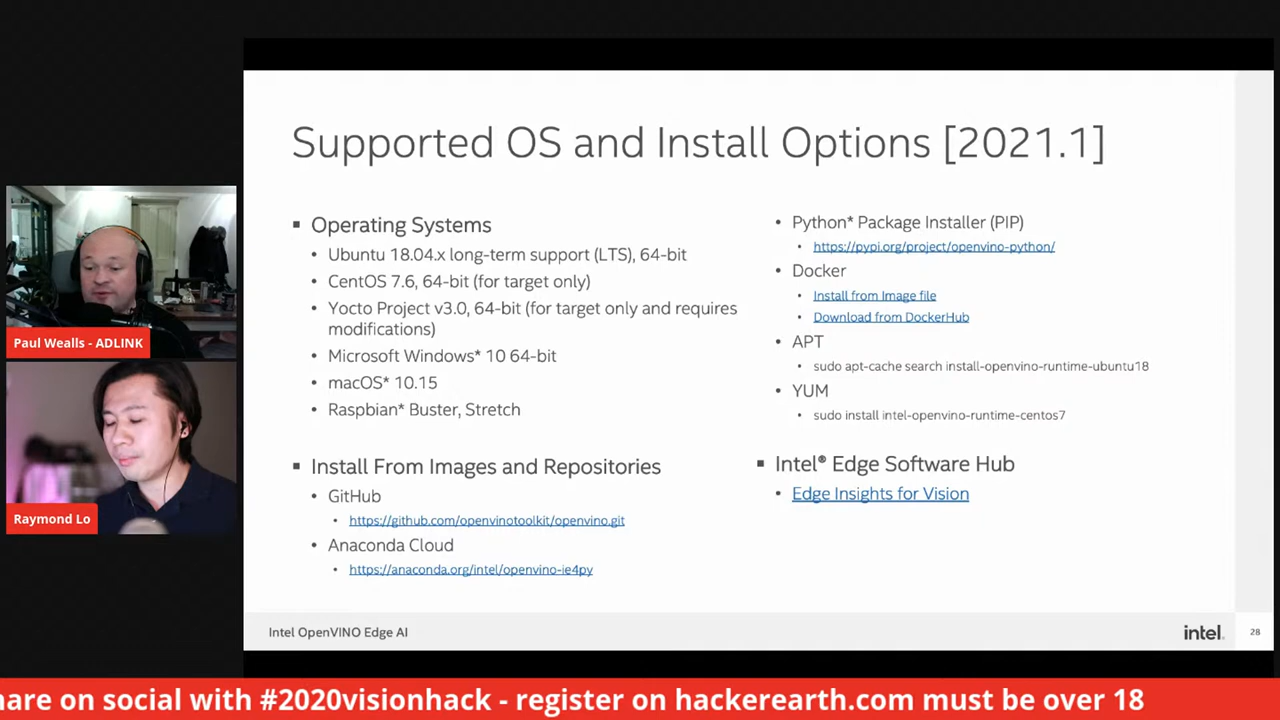 Supported OS and Install Options [2021.1]
▪ Operating Systems
• Ubuntu 18.04.x long-term support (LTS), 64-bit
• CentOS 7.6, 64-bit (for target only)
• Yocto Project v3.0, 64-bit (for target only and requires
modifications)
• Microsoft Windows* 10 64-bit
• macOS* 10.15
• Raspbian* Buster, Stretch
▪ Install From Images and Repositories
• GitHub
• https://github.com/openvinotoolkit/openvino.git
• Anaconda Cloud
• https://anaconda.org/intel/openvino-ie4py
• Python* Package Installer (PIP)
• https://pypi.org/project/openvino-python/
• Docker
• Install from Image file
• Download from DockerHub
• APT
• sudo apt-cache search install-openvino-runtime-ubuntu18
• YUM
• sudo install intel-openvino-runtime-centos7
▪ Intel® Edge Software Hub
• Edge Insights for Vision
Intel OpenVINO Edge AI
intel.
28
Paul Wealls - ADLINK
Raymond Lo
hare on social with #2020visionhack - register on hackerearth.com must be over 18